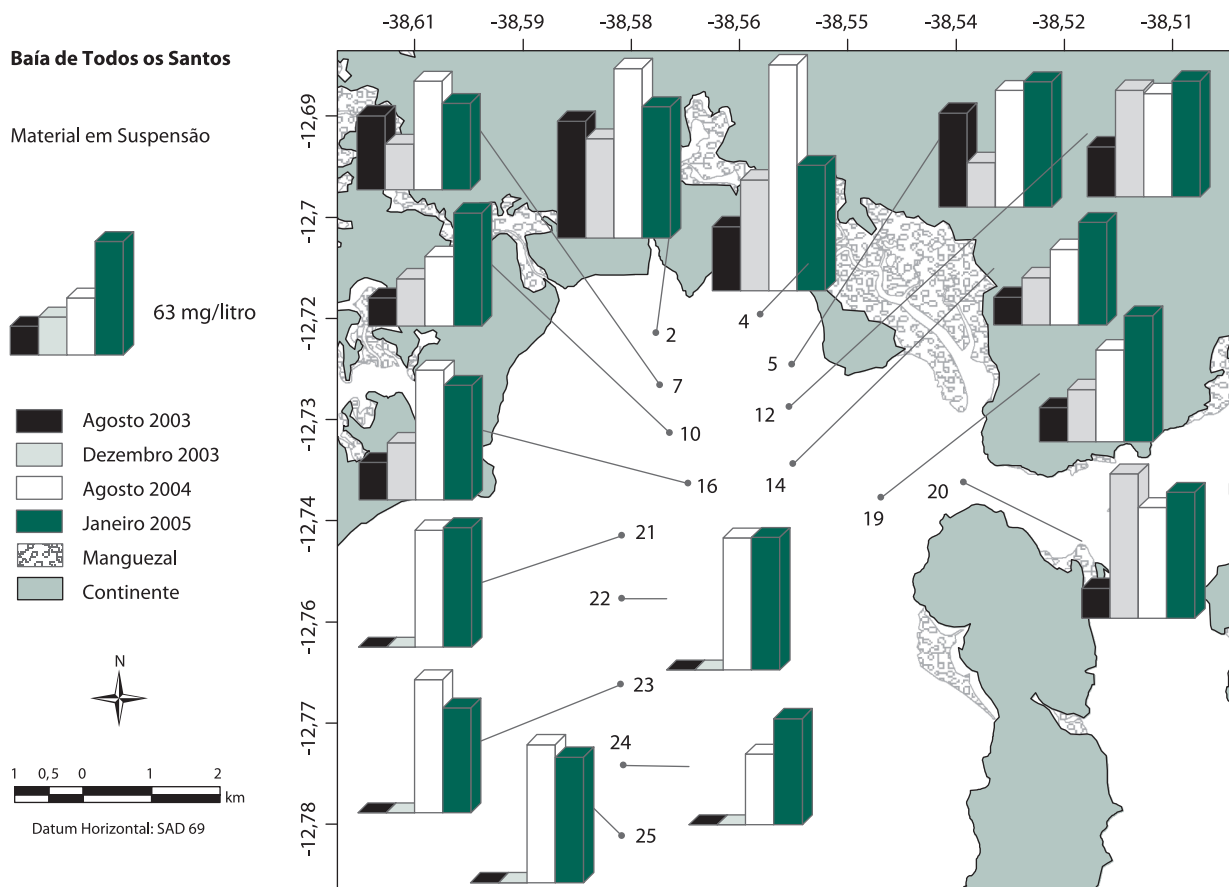 -38,61 -38,59 -38,58 -38,56 -38,55 -38,54 -38,52 -38,51
Baía de Todos os Santos
Material em Suspensão
63 mg/litro
Agosto 2003
Dezembro 2003
Agosto 2004
Janeiro 2005
Manguezal
Continente
N
1 0,5 0 1 2
km
Datum Horizontal: SAD 69
-12,69
-12,7
-12,72
-12,73
-12,74
-12,76
-12,77
-12,78
2
4
5
7
12
10
16
14
19
20
21
22
23
24
25